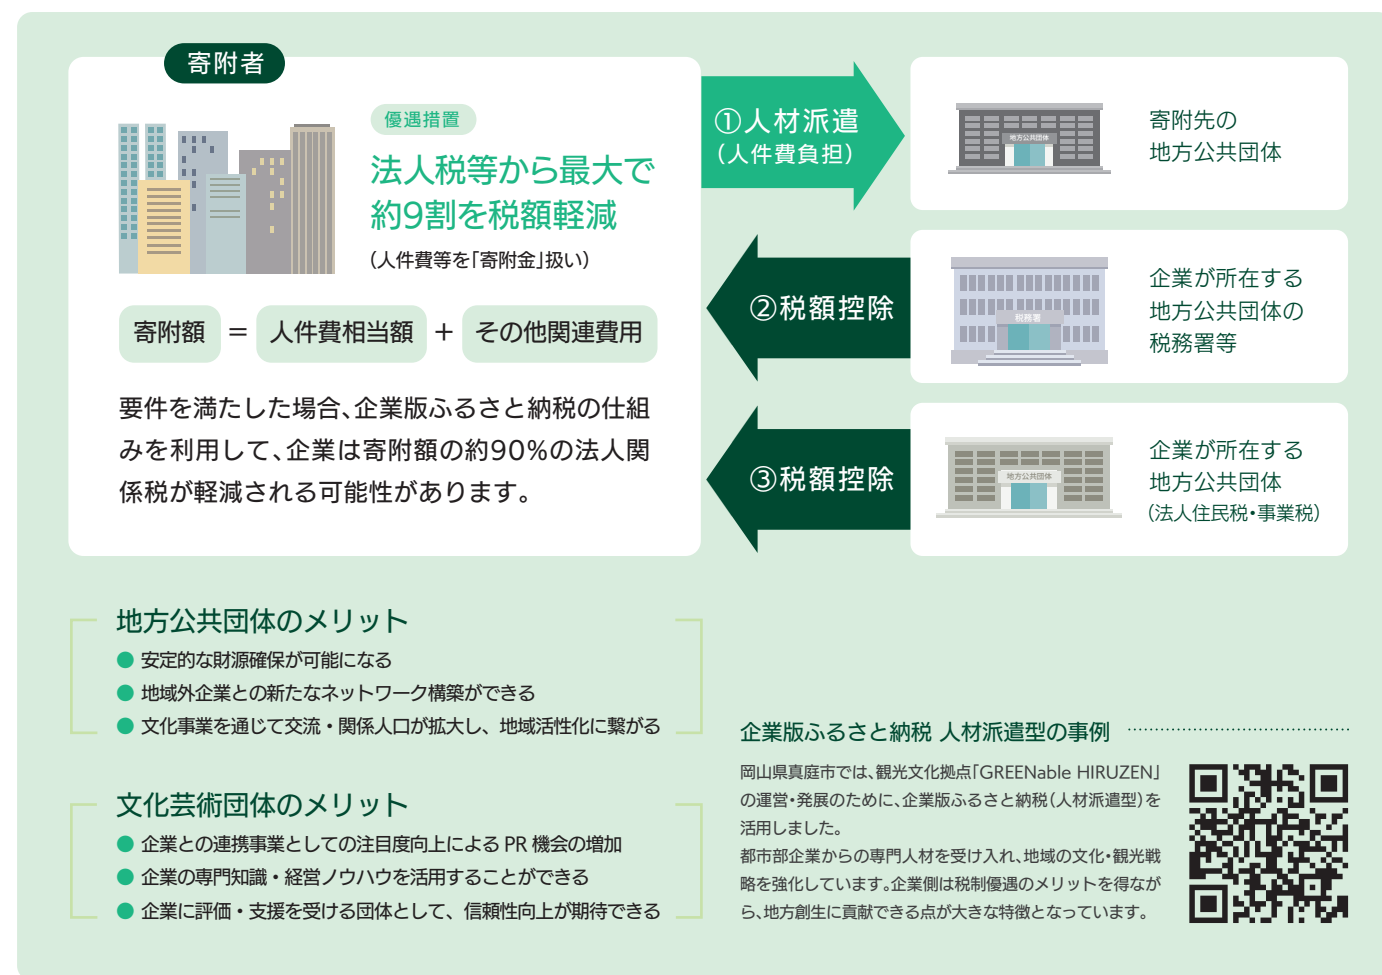 寄附者
優遇措置
法人税等から最大で
約9割を税額軽減
（人件費等を「寄附金」扱い）
寄附額 ＝ 人件費相当額 ＋ その他関連費用
要件を満たした場合、企業版ふるさと納税の仕組
みを利用して、企業は寄附額の約90%の法人関
係税が軽減される可能性があります。
①人材派遣
（人件費負担）
地方公共団体
寄附先の
地方公共団体
②税額控除
税務署
企業が所在する
地方公共団体の
税務署等
③税額控除
地方公共団体
企業が所在する
地方公共団体
（法人住民税・事業税）
地方公共団体のメリット
● 安定的な財源確保が可能になる
● 地域外企業との新たなネットワーク構築ができる
● 文化事業を通じて交流・関係人口が拡大し、地域活性化に繋がる
文化芸術団体のメリット
● 企業との連携事業としての注目度向上による PR 機会の増加
● 企業の専門知識・経営ノウハウを活用することができる
● 企業に評価・支援を受ける団体として、信頼性向上が期待できる
企業版ふるさと納税 人材派遣型の事例
岡山県真庭市では、観光文化拠点「GREENable HIRUZEN」
の運営・発展のために、企業版ふるさと納税（人材派遣型）を
活用しました。
都市部企業からの専門人材を受け入れ、地域の文化・観光戦
略を強化しています。企業側は税制優遇のメリットを得なが
ら、地方創生に貢献できる点が大きな特徴となっています。